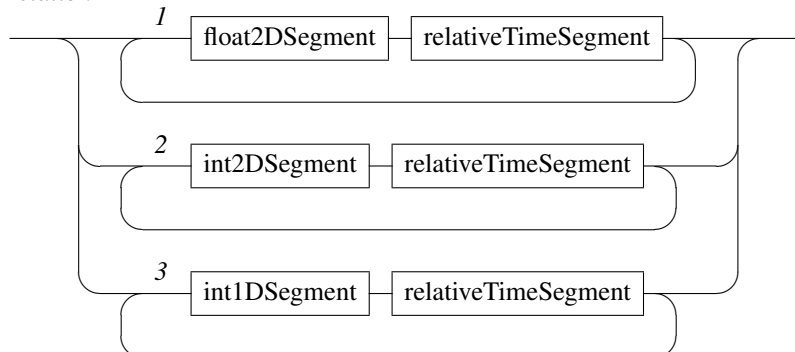 1
float2DSegment relativeTimeSegment
2
int2DSegment relativeTimeSegment
3
int1DSegment relativeTimeSegment